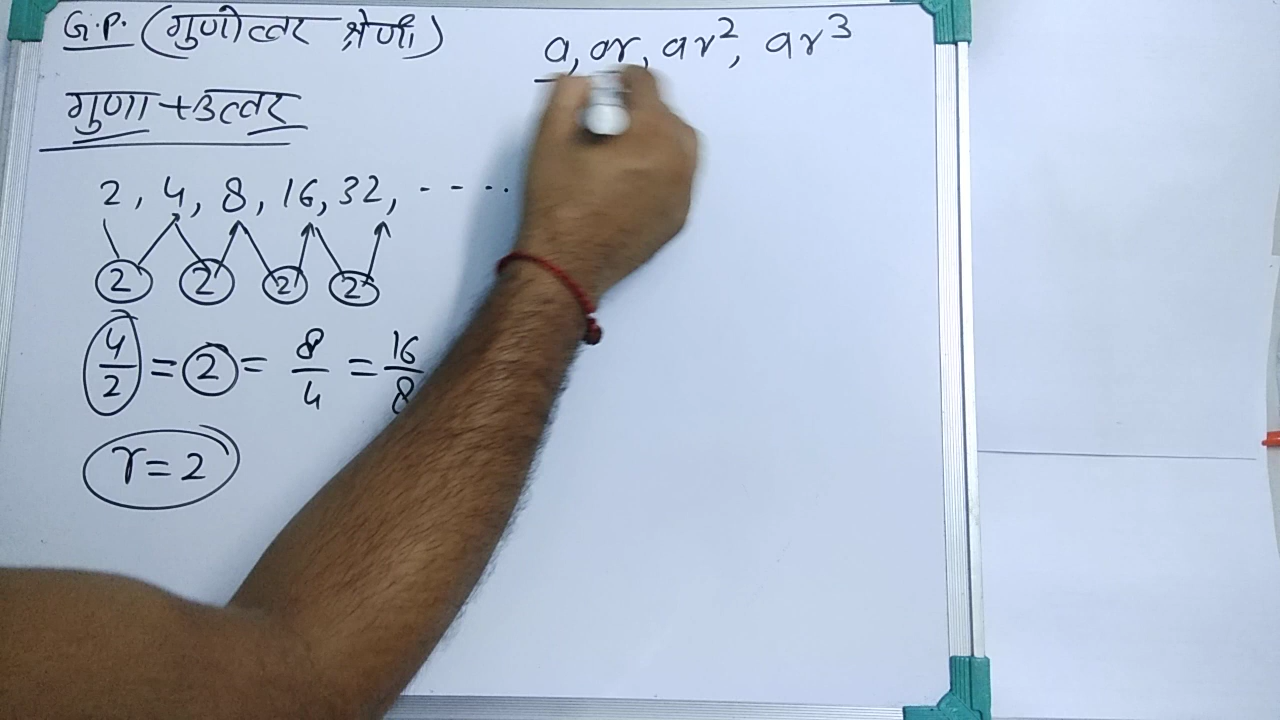 G.P. (गुणोत्तर श्रेणी)
a, ar, ar², ar³
गुणा + उत्तर
2, 4, 8, 16, 32, - - - -
2 2 2 2
4/2 = 2 = 8/4 = 16/8
r = 2